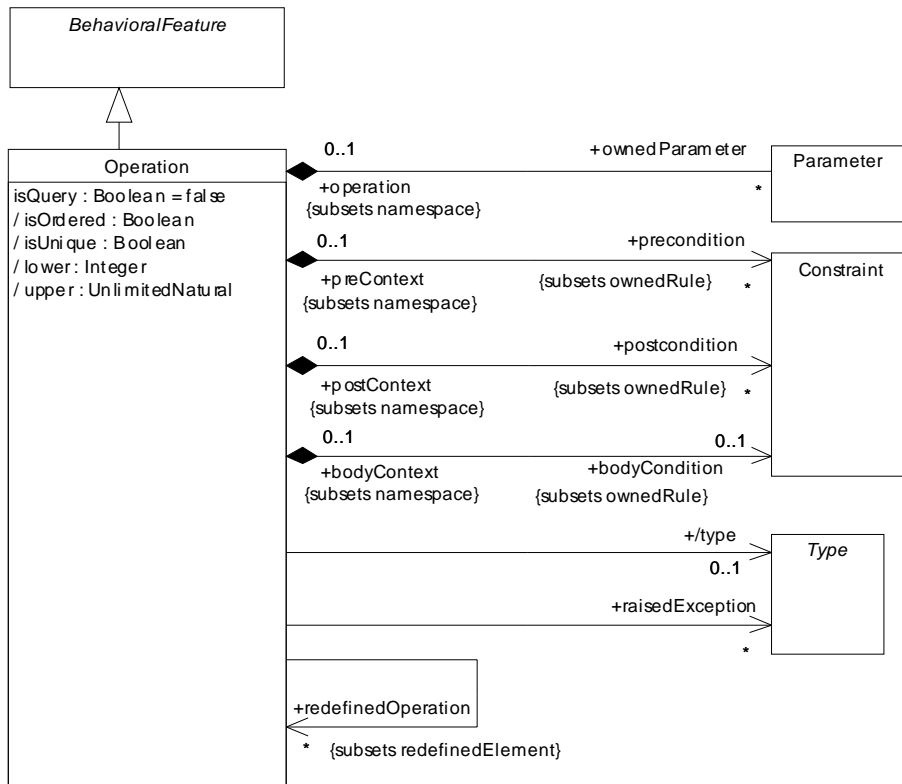 BehavioralFeature
Operation
isQuery : Boolean = false
/ isOrdered : Boolean
/ isUnique : Boolean
/ lower : Integer
/ upper : UnlimitedNatural
0..1
+ownedParameter
+operation
*
{subsets namespace}
Parameter
0..1
+precondition
+preContext
{subsets ownedRule}
*
{subsets namespace}
Constraint
0..1
+postcondition
+postContext
{subsets ownedRule}
*
{subsets namespace}
0..1
0..1
+bodyContext
+bodyCondition
{subsets namespace}
{subsets ownedRule}
+/type
0..1
Type
+raisedException
*
+redefinedOperation
*
{subsets redefinedElement}